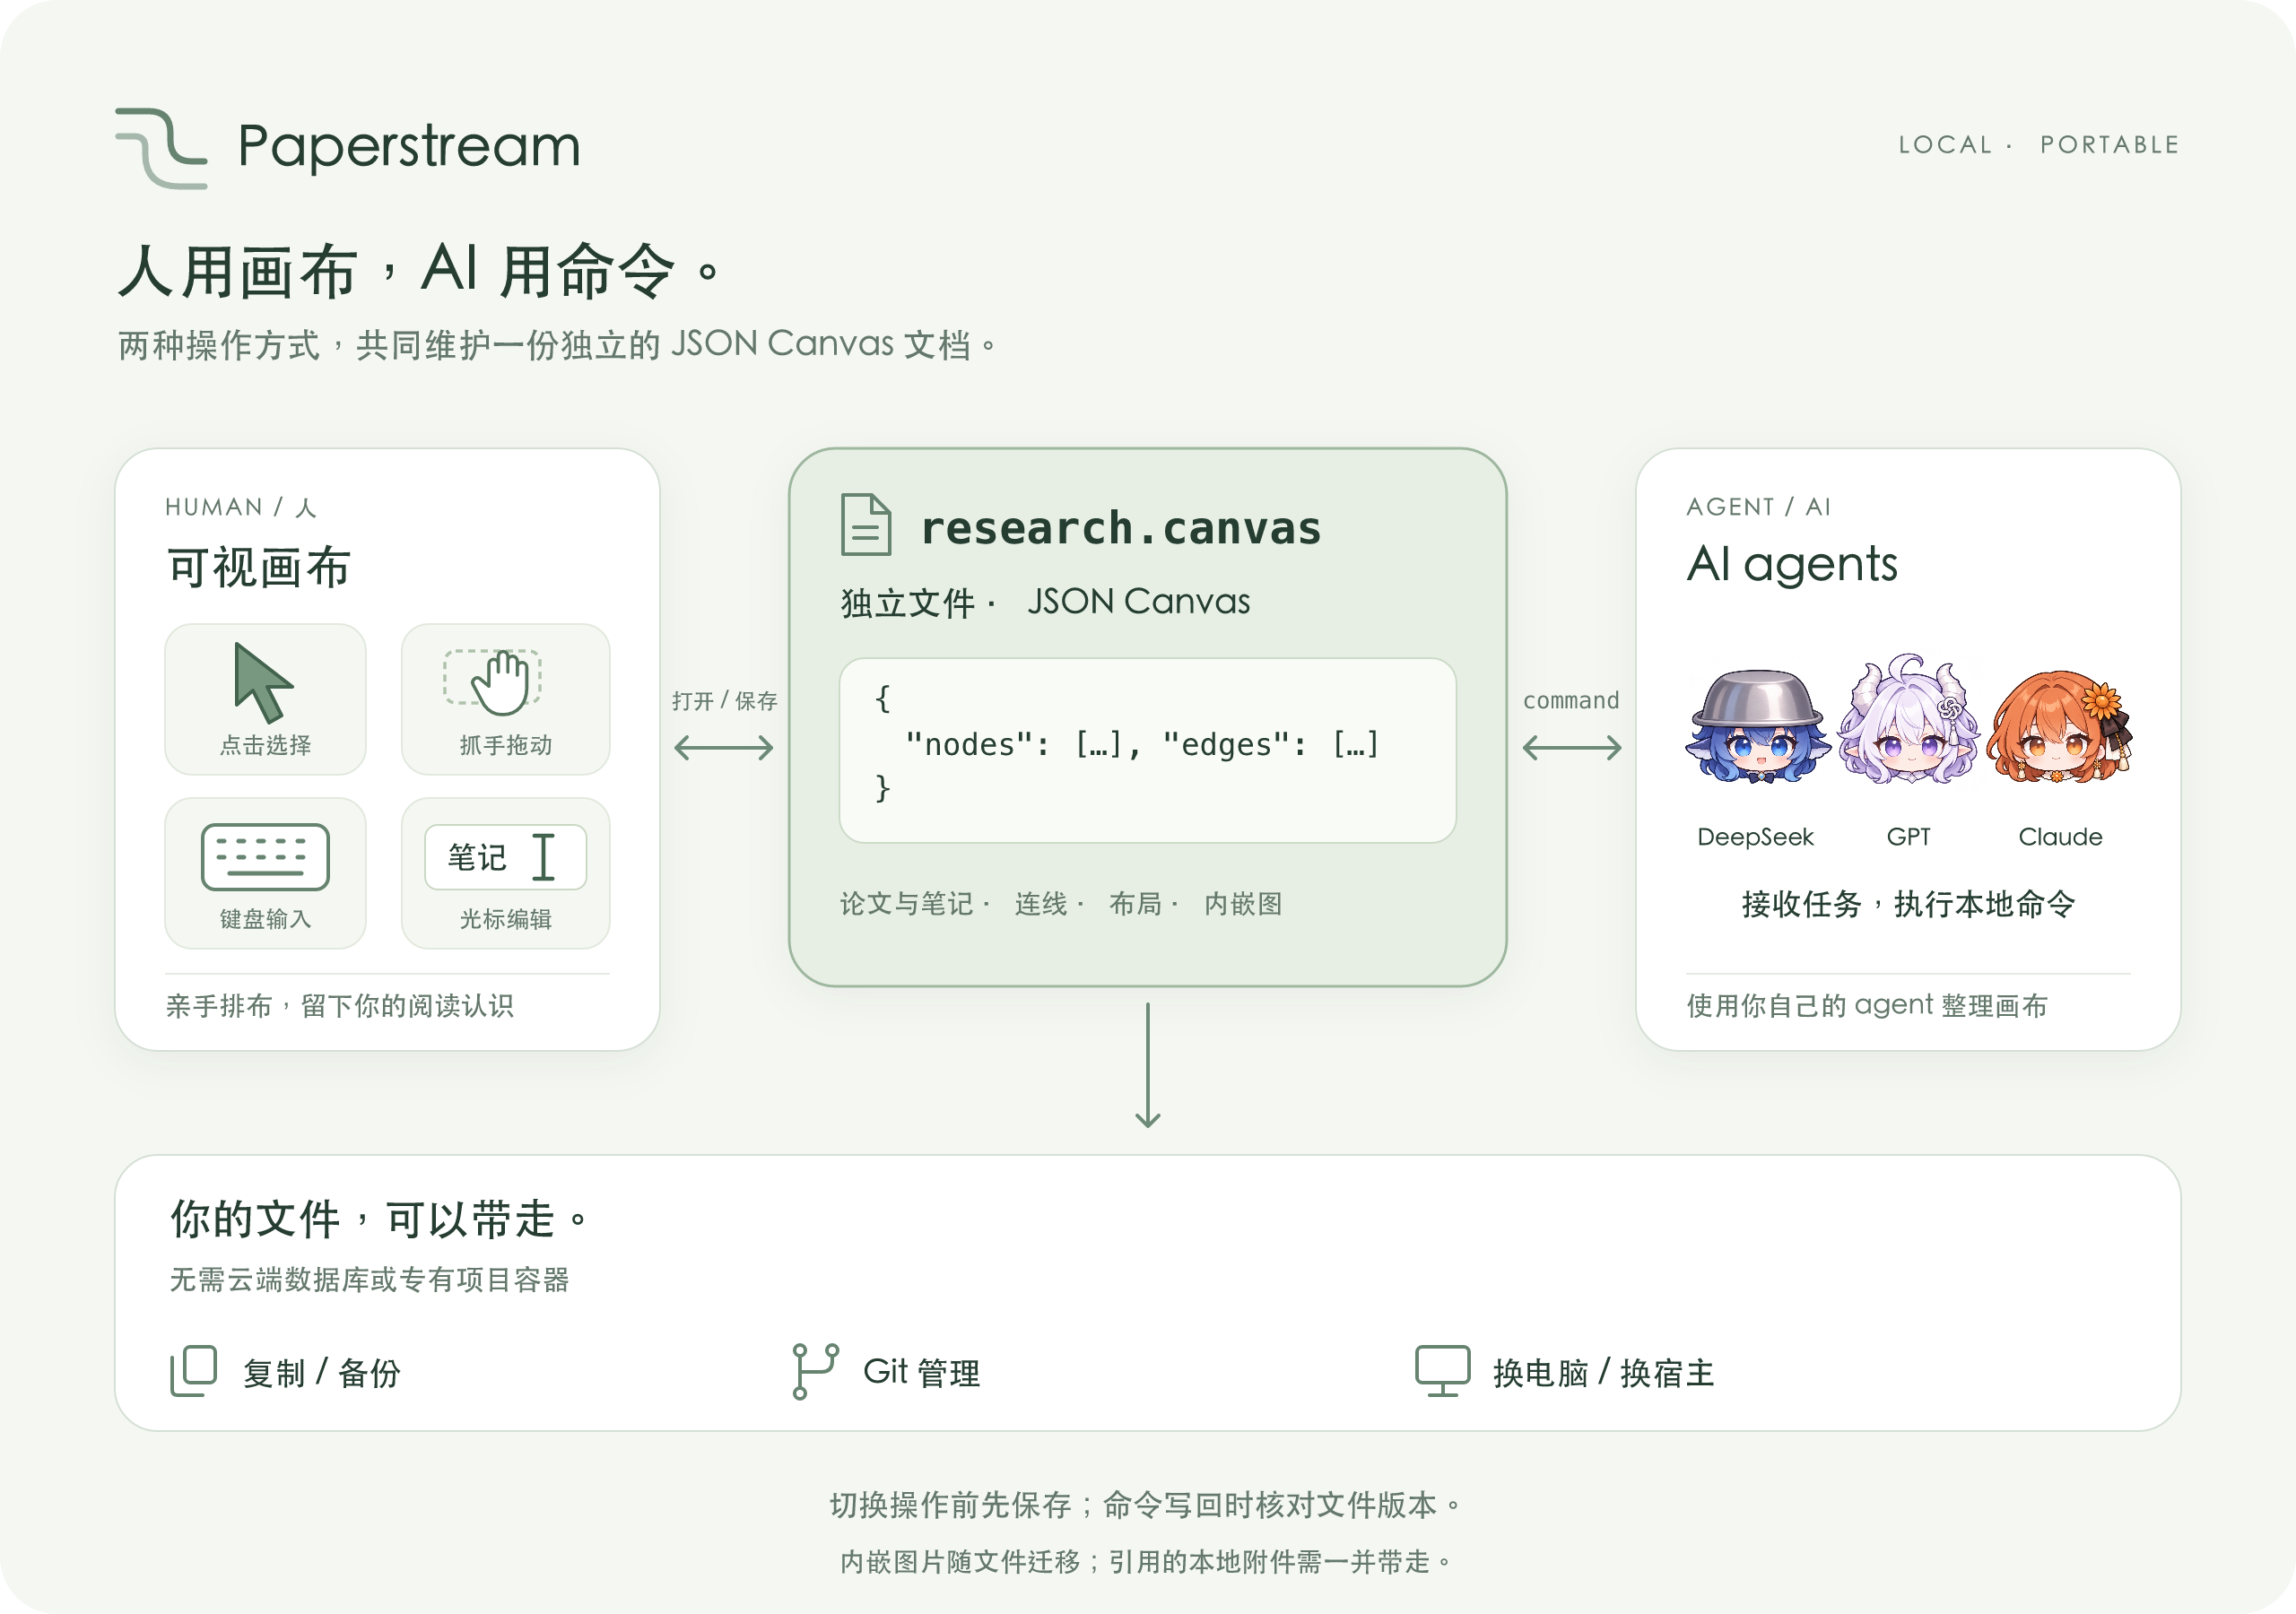 Paperstream
LOCAL · PORTABLE
人用画布，AI 用命令。
两种操作方式，共同维护一份独立的 JSON Canvas 文档。
HUMAN / 人
可视画布
点击选择
抓手拖动
键盘输入
笔记
光标编辑
亲手排布，留下你的阅读认识
打开 / 保存
research.canvas
独立文件 · JSON Canvas
{
"nodes": […], "edges": […]
}
论文与笔记 · 连线 · 布局 · 内嵌图
command
AGENT / AI
AI agents
DeepSeek
GPT
Claude
接收任务，执行本地命令
使用你自己的 agent 整理画布
你的文件，可以带走。
无需云端数据库或专有项目容器
复制 / 备份
Git 管理
换电脑 / 换宿主
切换操作前先保存；命令写回时核对文件版本。
内嵌图片随文件迁移；引用的本地附件需一并带走。